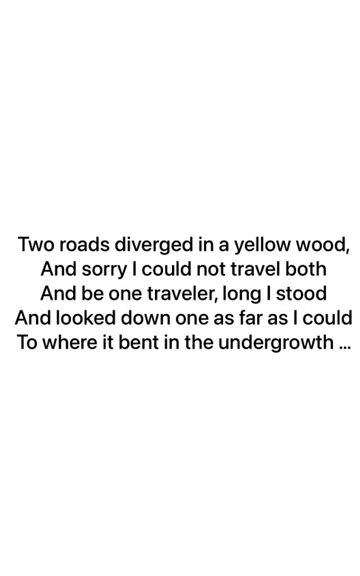 Two roads diverged in a yellow wood,
And sorry I could not travel both
And be one traveler, long I stood
And looked down one as far as I could
To where it bent in the undergrowth ...